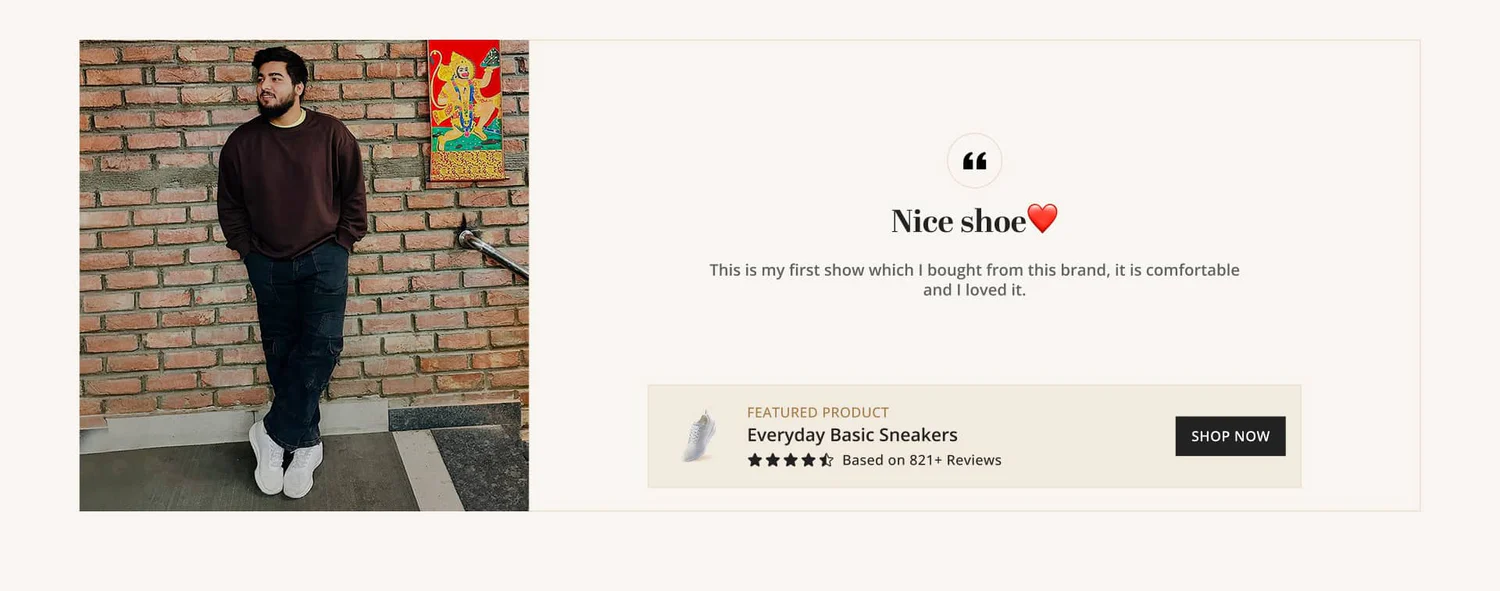 Nice shoe❤️
This is my first show which I bought from this brand, it is comfortable
and I loved it.
FEATURED PRODUCT
Everyday Basic Sneakers
Based on 821+ Reviews
SHOP NOW